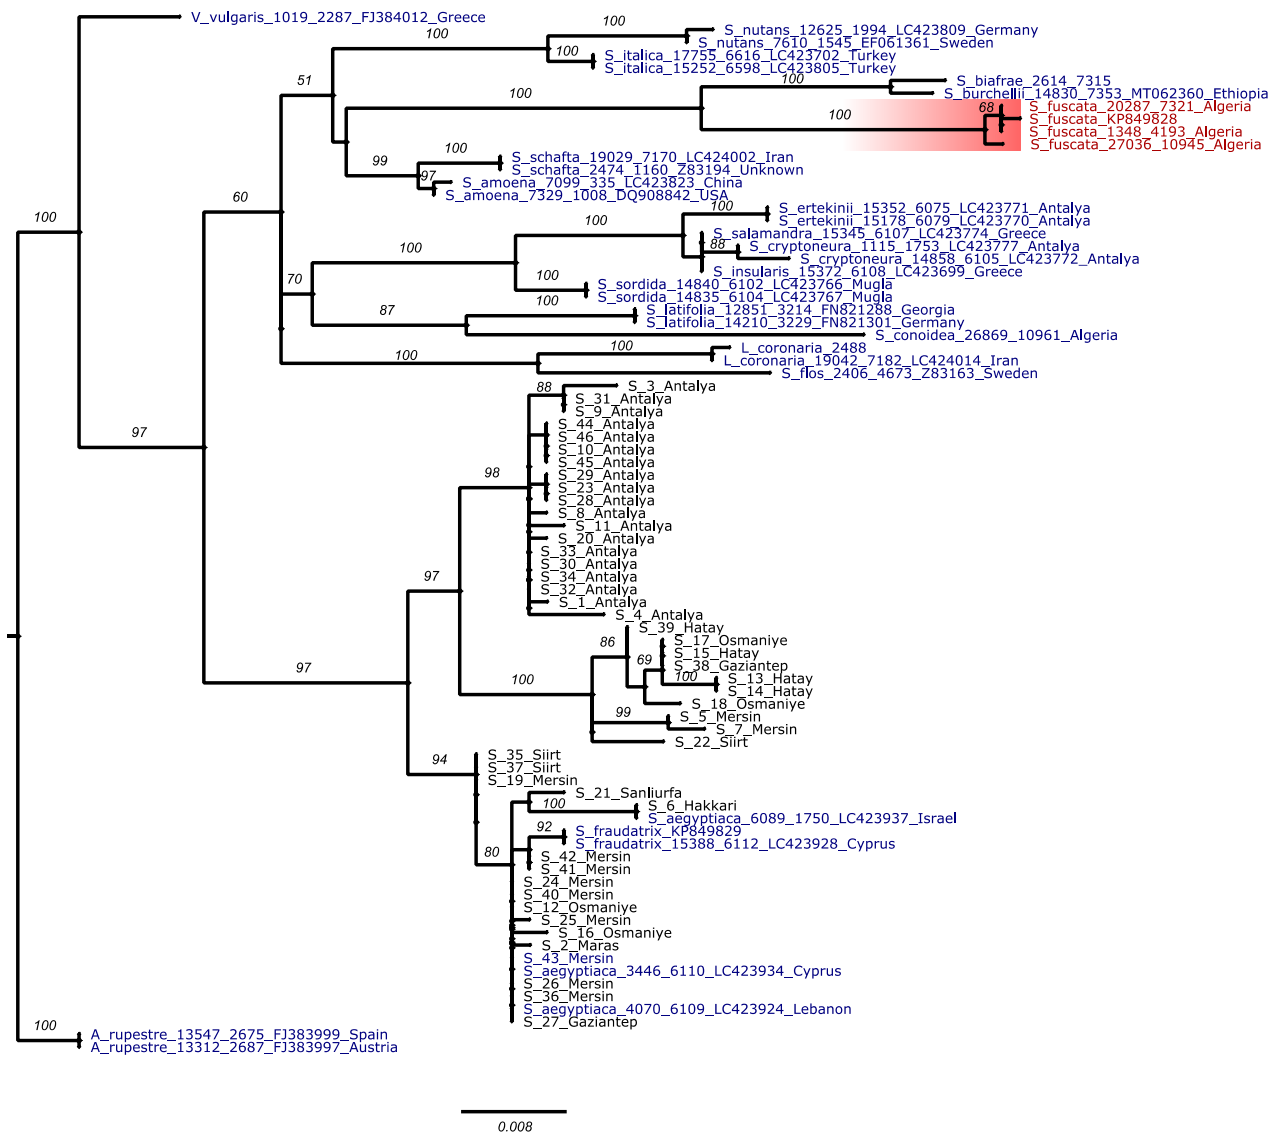 V_vulgaris_1019_2287_FJ384012_Greece
100
S_nutans_12625_1994_LC423809_Germany
100
S_nutans_7610_1545_EF061361_Sweden
100
S_italica_17755_6616_LC423702_Turkey
S_italica_15252_6598_LC423805_Turkey
51
100
S_biafrae_2614_7315
S_burchellii_14830_7353_MT062360_Ethiopia
100
68
S_fuscata_20287_7321_Algeria
100
S_fuscata_KP849828
S_fuscata_1348_4193_Algeria
S_fuscata_27036_10945_Algeria
100
S_schafta_19029_7170_LC424002_Iran
99
S_schafta_2474_1160_Z83194_Unknown
97
S_amoena_7099_335_LC423823_China
S_amoena_7329_1008_DQ908842_USA
60
100
S_ertekinii_15352_6075_LC423771_Antalya
S_ertekinii_15178_6079_LC423770_Antalya
100
S_salamandra_15345_6107_LC423774_Greece
100
88
S_cryptoneura_1115_1753_LC423777_Antalya
100
S_cryptoneura_14858_6105_LC423772_Antalya
S_insularis_15372_6108_LC423699_Greece
70
100
S_sordida_14840_6102_LC423766_Mugla
S_sordida_14835_6104_LC423767_Mugla
87
100
S_latifolia_12851_3214_FN821288_Georgia
S_latifolia_14210_3229_FN821301_Germany
S_conoidea_26869_10961_Algeria
100
100
L_coronaria_2488
L_coronaria_19042_7182_LC424014_Iran
S_flos_2406_4673_Z83163_Sweden
88
S_3_Antalya
S_31_Antalya
S_9_Antalya
S_44_Antalya
97
S_46_Antalya
S_10_Antalya
S_45_Antalya
98
S_29_Antalya
S_23_Antalya
S_28_Antalya
S_8_Antalya
S_11_Antalya
S_20_Antalya
S_33_Antalya
S_30_Antalya
97
S_34_Antalya
S_32_Antalya
S_1_Antalya
S_4_Antalya
S_39_Hatay
86
S_17_Osmaniye
S_15_Hatay
69
S_38_Gaziantep
97
100
100
S_13_Hatay
S_14_Hatay
S_18_Osmaniye
99
S_5_Mersin
S_7_Mersin
S_22_Siirt
94
S_35_Siirt
S_37_Siirt
S_19_Mersin
S_21_Sanliurfa
100
S_6_Hakkari
S_aegyptiaca_6089_1750_LC423937_Israel
92
S_fraudatrix_KP849829
S_fraudatrix_15388_6112_LC423928_Cyprus
80
S_42_Mersin
S_41_Mersin
S_24_Mersin
S_40_Mersin
S_12_Osmaniye
S_25_Mersin
S_16_Osmaniye
S_2_Maras
S_43_Mersin
S_aegyptiaca_3446_6110_LC423934_Cyprus
S_26_Mersin
S_36_Mersin
S_aegyptiaca_4070_6109_LC423924_Lebanon
S_27_Gaziantep
100
A_rupestre_13547_2675_FJ383999_Spain
A_rupestre_13312_2687_FJ383997_Austria
0.008